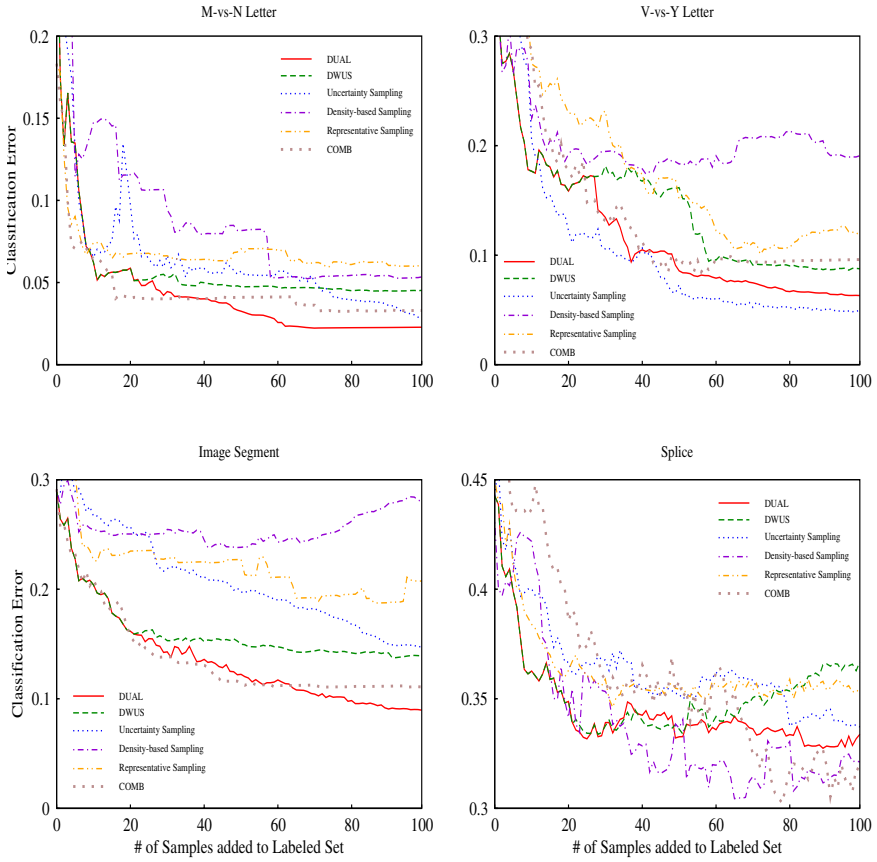 M-vs-N Letter
Classification Error
0.2
0.15
0.1
0.05
0
0 20 40 60 80 100
DUAL
DWUS
Uncertainty Sampling
Density-based Sampling
Representative Sampling
COMB
V-vs-Y Letter
0.3
0.2
0.1
0
0 20 40 60 80 100
DUAL
DWUS
Uncertainty Sampling
Density-based Sampling
Representative Sampling
COMB
Image Segment
Classification Error
0.3
0.2
0.1
0
0 20 40 60 80 100
# of Samples added to Labeled Set
DUAL
DWUS
Uncertainty Sampling
Density-based Sampling
Representative Sampling
COMB
Splice
0.45
0.4
0.35
0.3
0 20 40 60 80 100
# of Samples added to Labeled Set
DUAL
DWUS
Uncertainty Sampling
Density-based Sampling
Representative Sampling
COMB